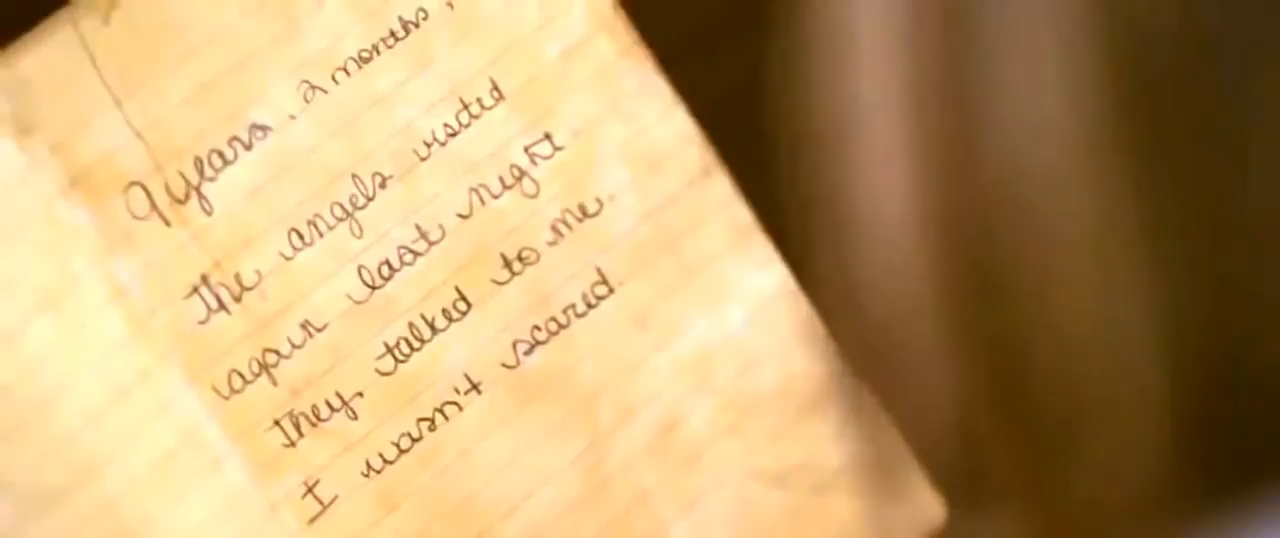 9 years, 2 months,
The angels visited
again last night
They talked to me.
I wasn't scared.